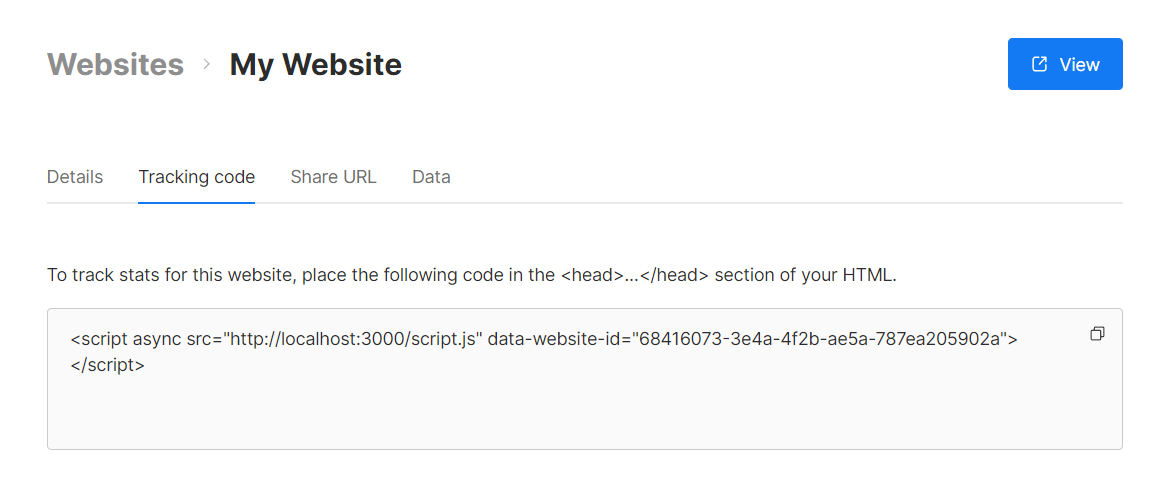 Websites > My Website
View
Details Tracking code Share URL Data
To track stats for this website, place the following code in the <head>...</head> section of your HTML.
<script async src="http://localhost:3000/script.js" data-website-id="68416073-3e4a-4f2b-ae5a-787ea205902a">
</script>